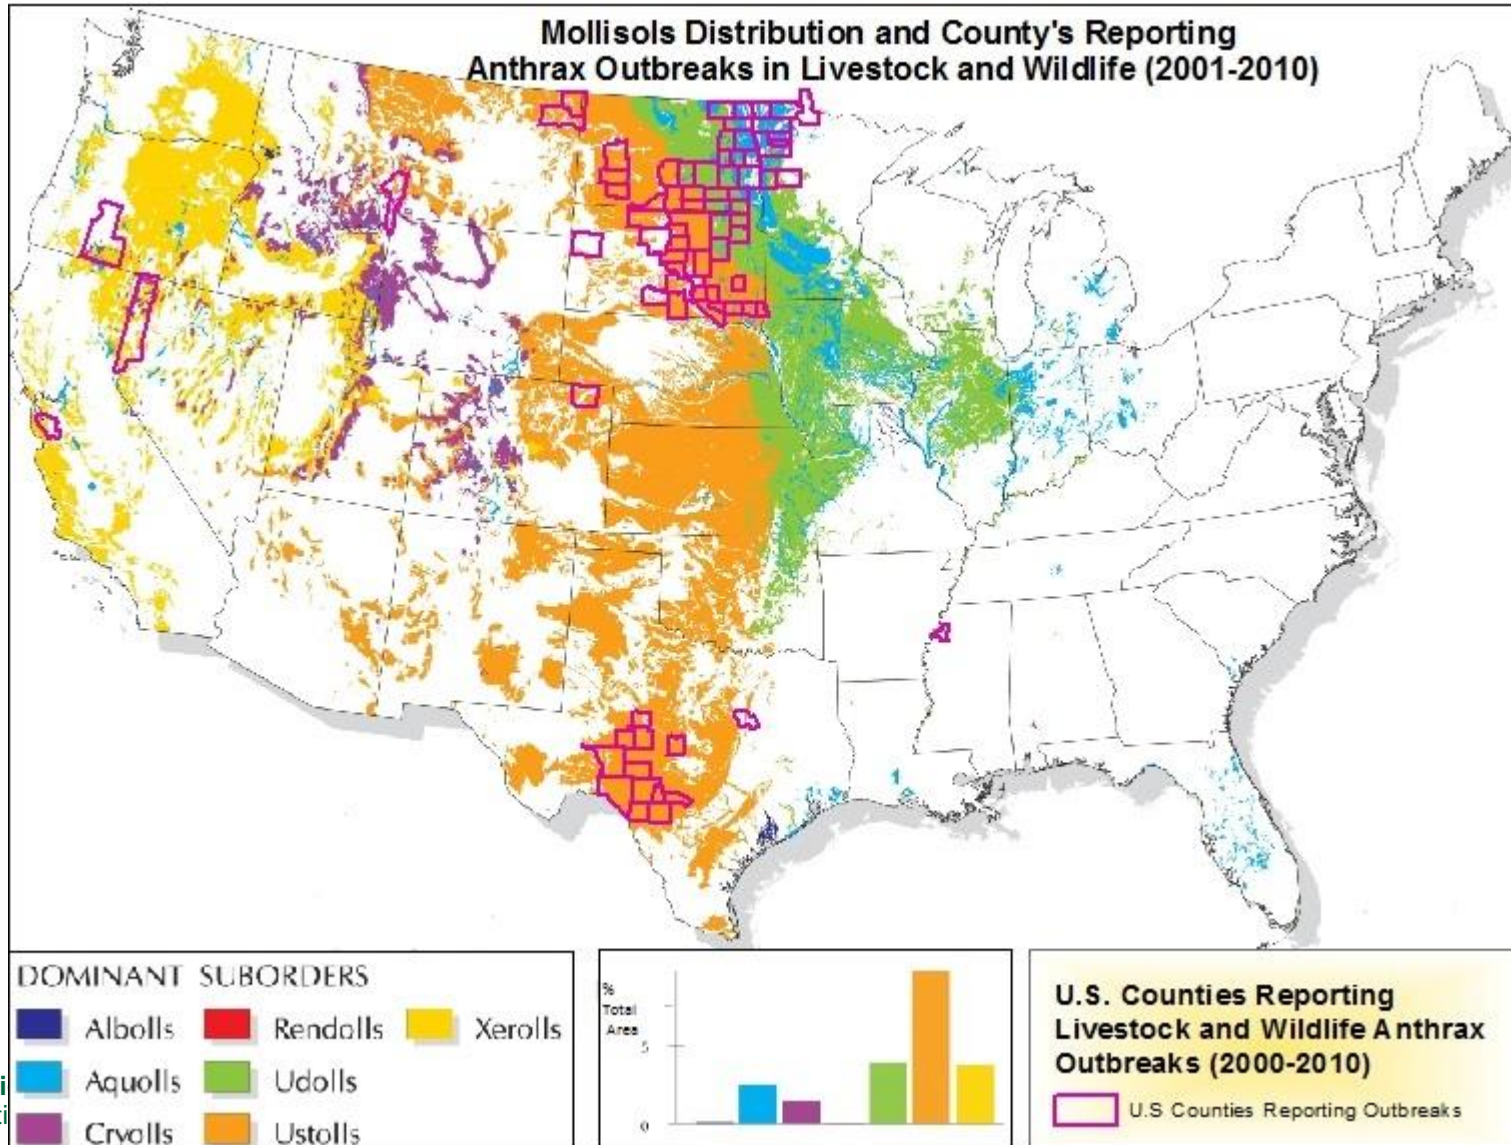 Mollisols Distribution and County's Reporting
Anthrax Outbreaks in Livestock and Wildlife (2001-2010)
DOMINANT SUBORDERS
Albolls
Rendolls
Xerolls
Aquolls
Udolls
Cryolls
Ustolls
%
Total
Area
5
0
U.S. Counties Reporting
Livestock and Wildlife Anthrax
Outbreaks (2000-2010)
U.S Counties Reporting Outbreaks